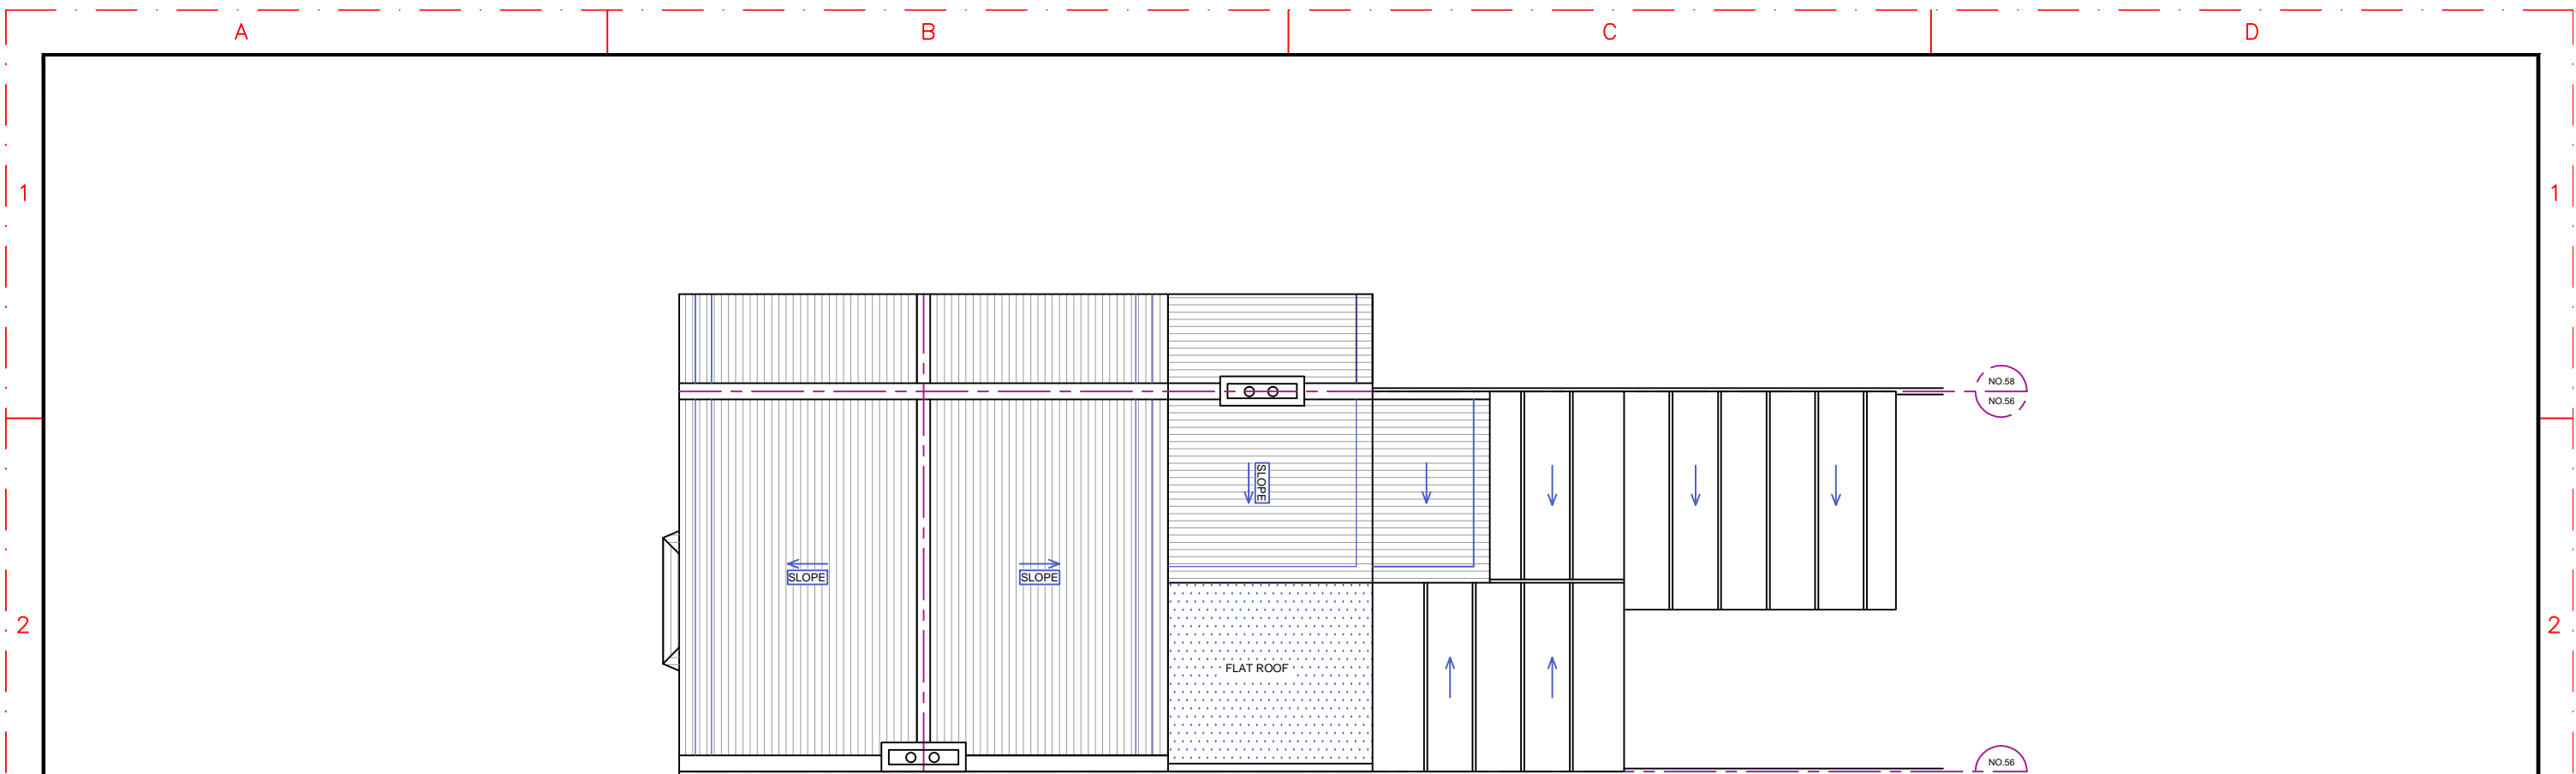 A B C D
1 1
NO.58
NO.56
SLOPE
SLOPE SLOPE
2 2
FLAT ROOF
NO.56